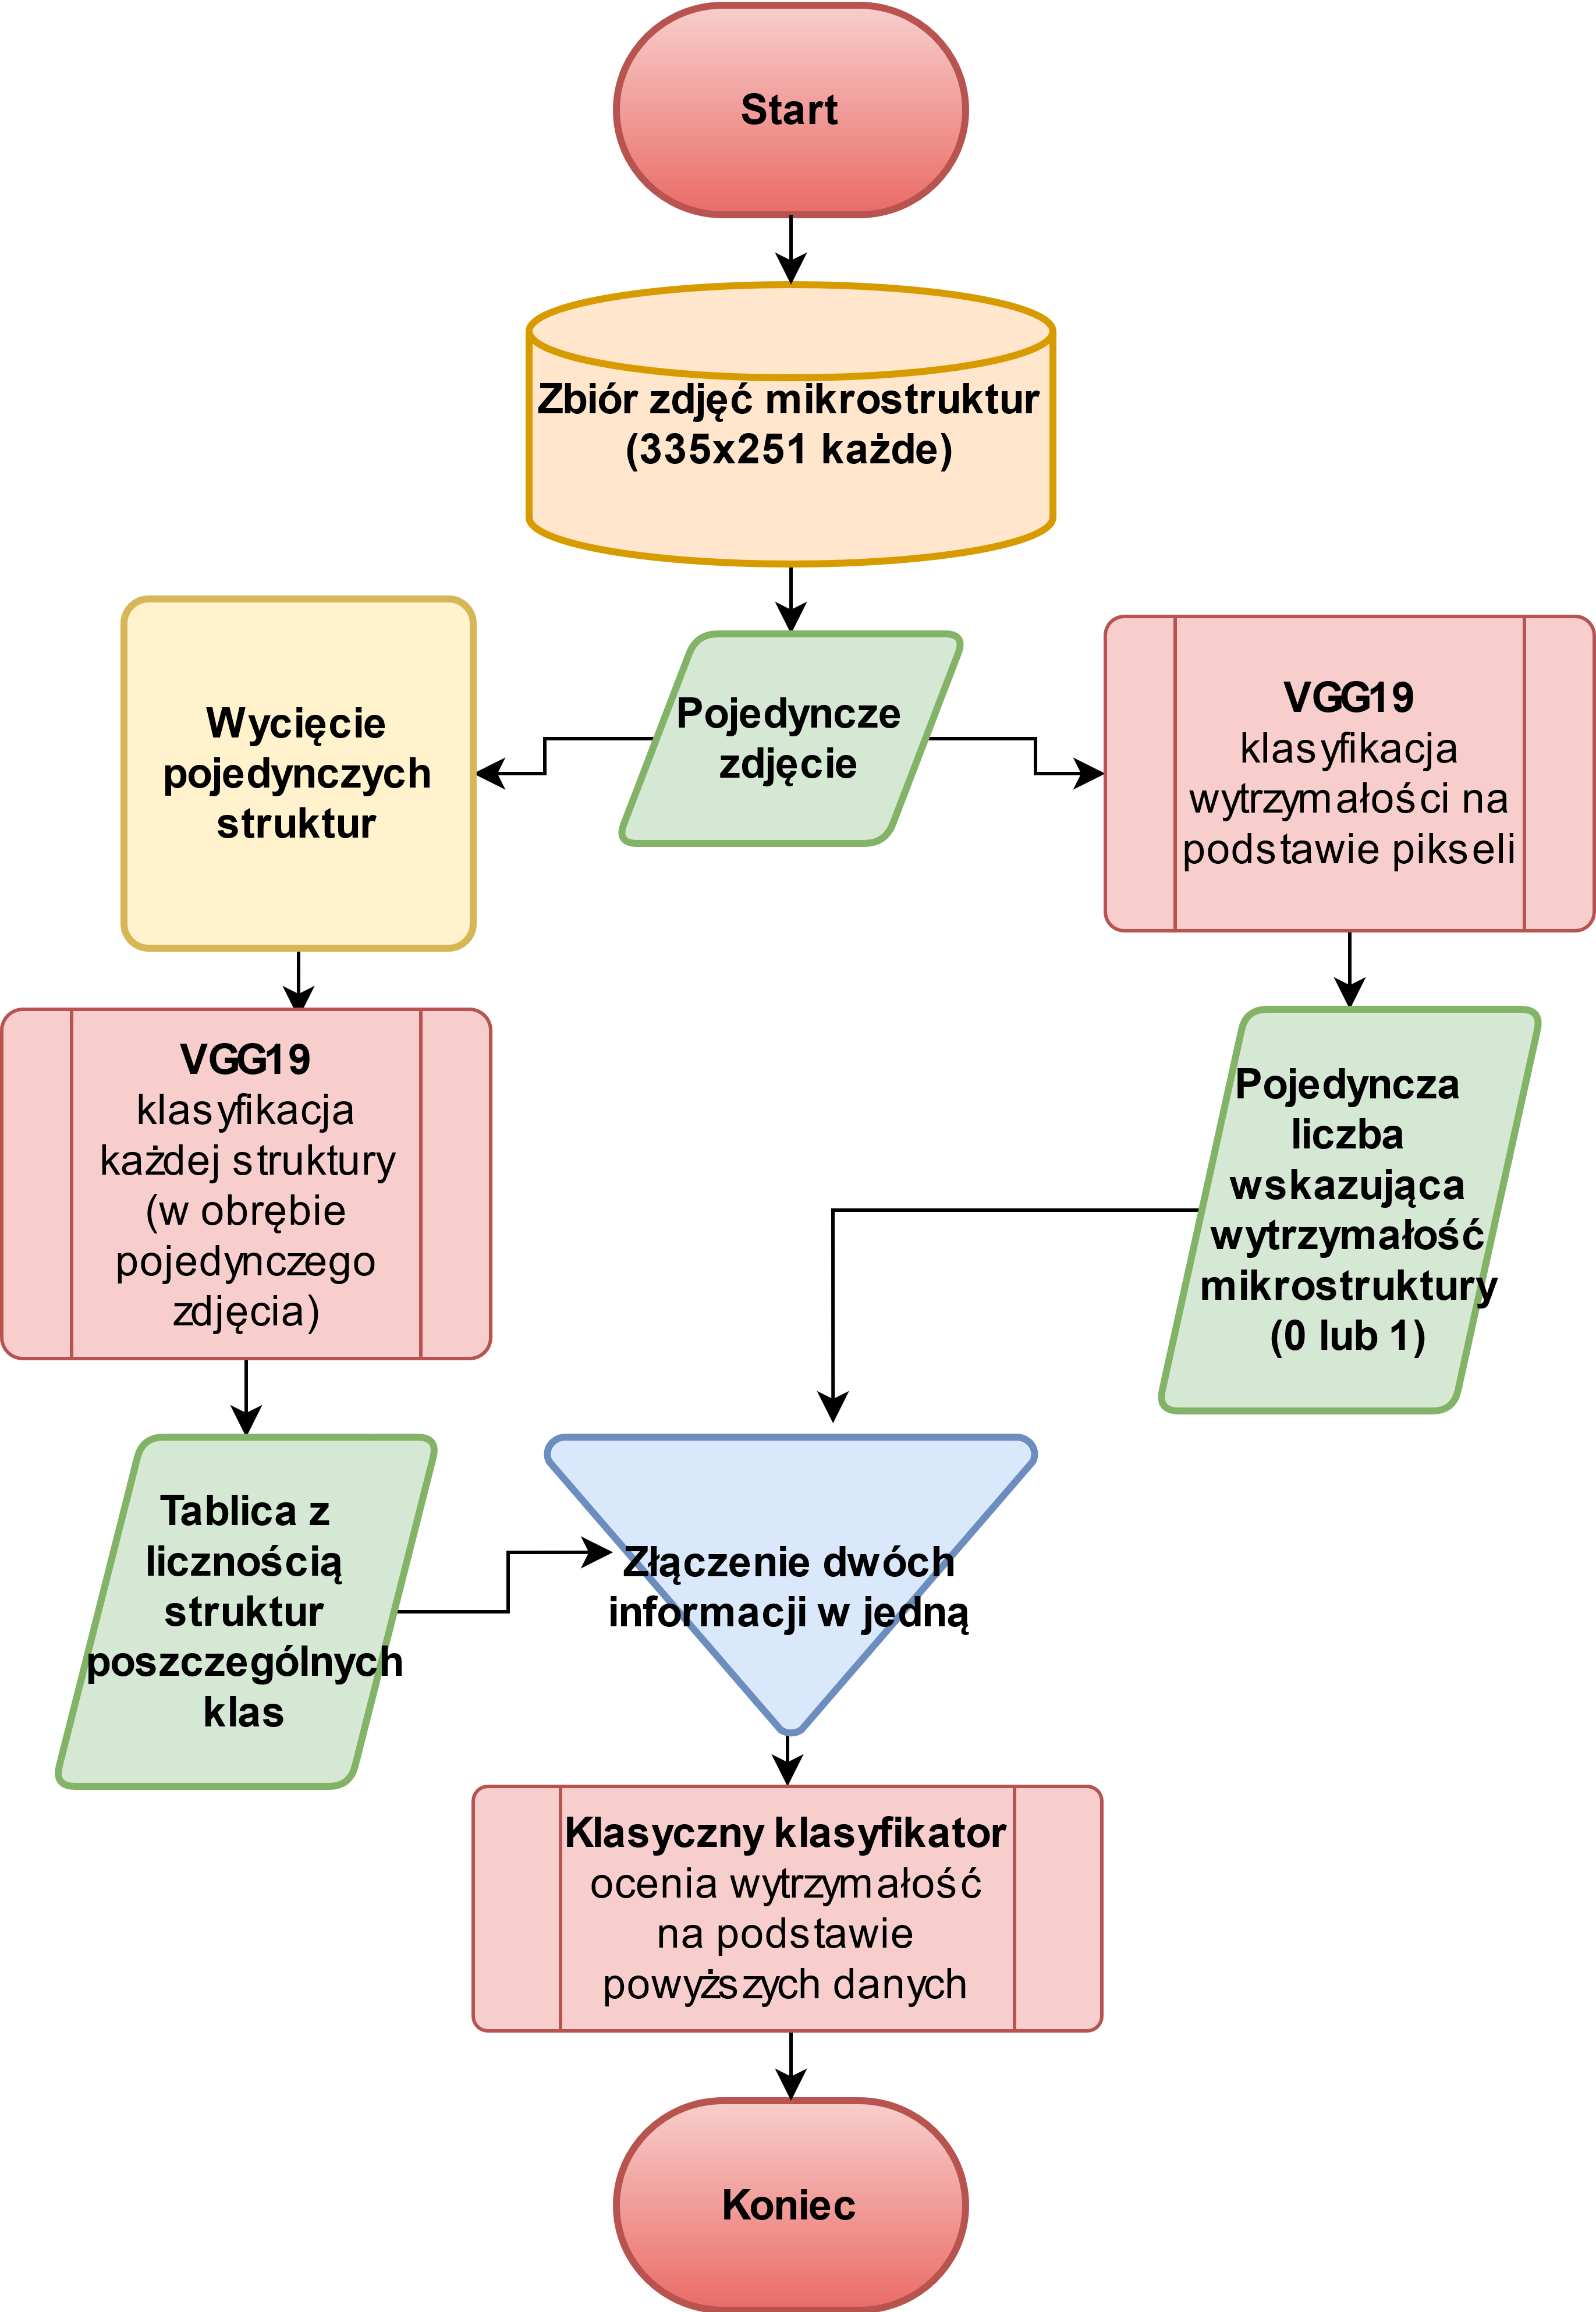 Start
Zbiór zdjęć mikrostruktur
(335x251 każde)
Pojedyncze
zdjęcie
Wycięcie
pojedynczych
struktur
VGG19
klasyfikacja
wytrzymałości na
podstawie pikseli
VGG19
klasyfikacja
każdej struktury
(w obrębie
pojedynczego
zdjęcia)
Pojedyncza
liczba
wskazująca
wytrzymałość
mikrostruktury
(0 lub 1)
Tablica z
licznością
struktur
poszczególnych
klas
Złączenie dwóch
informacji w jedną
Klasyczny klasyfikator
ocenia wytrzymałość
na podstawie
powyższych danych
Koniec